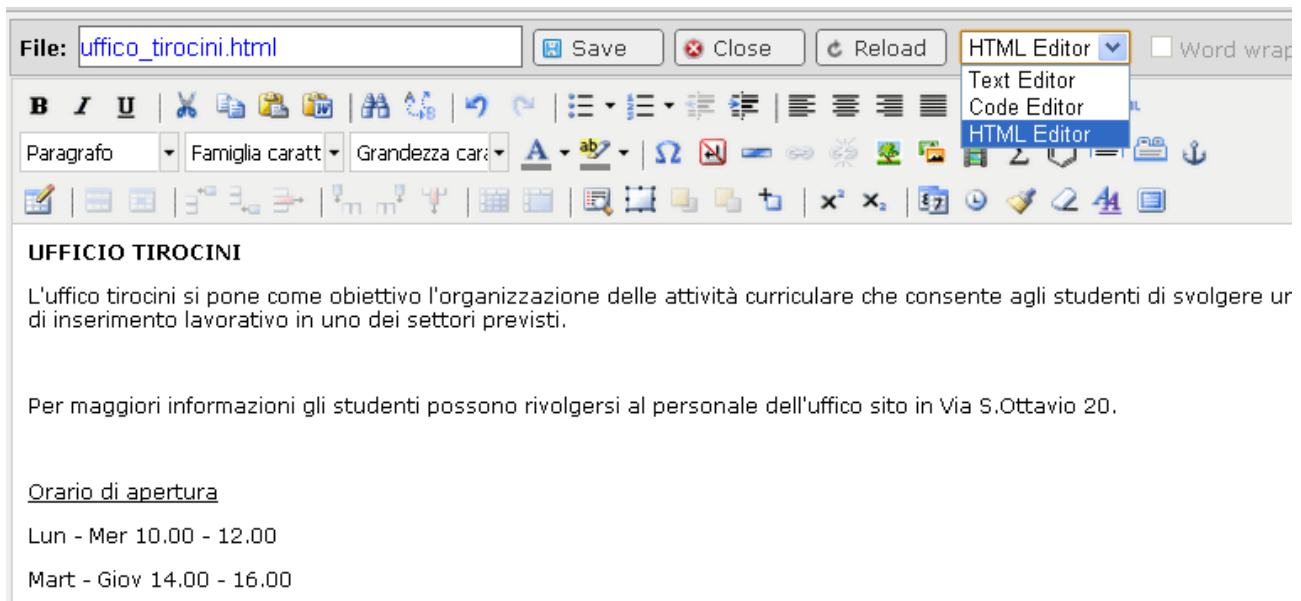 File: uffico_tirocini.html Save Close Reload HTML Editor Word wrap
Text Editor
Code Editor
HTML Editor
Paragrafo Famiglia caratt Grandezza cara
UFFICIO TIROCINI
L'uffico tirocini si pone come obiettivo l'organizzazione delle attività curriculare che consente agli studenti di svolgere
di inserimento lavorativo in uno dei settori previsti.
Per maggiori informazioni gli studenti possono rivolgersi al personale dell'uffico sito in Via S.Ottavio 20.
Orario di apertura
Lun - Mer 10.00 - 12.00
Mart - Giov 14.00 - 16.00